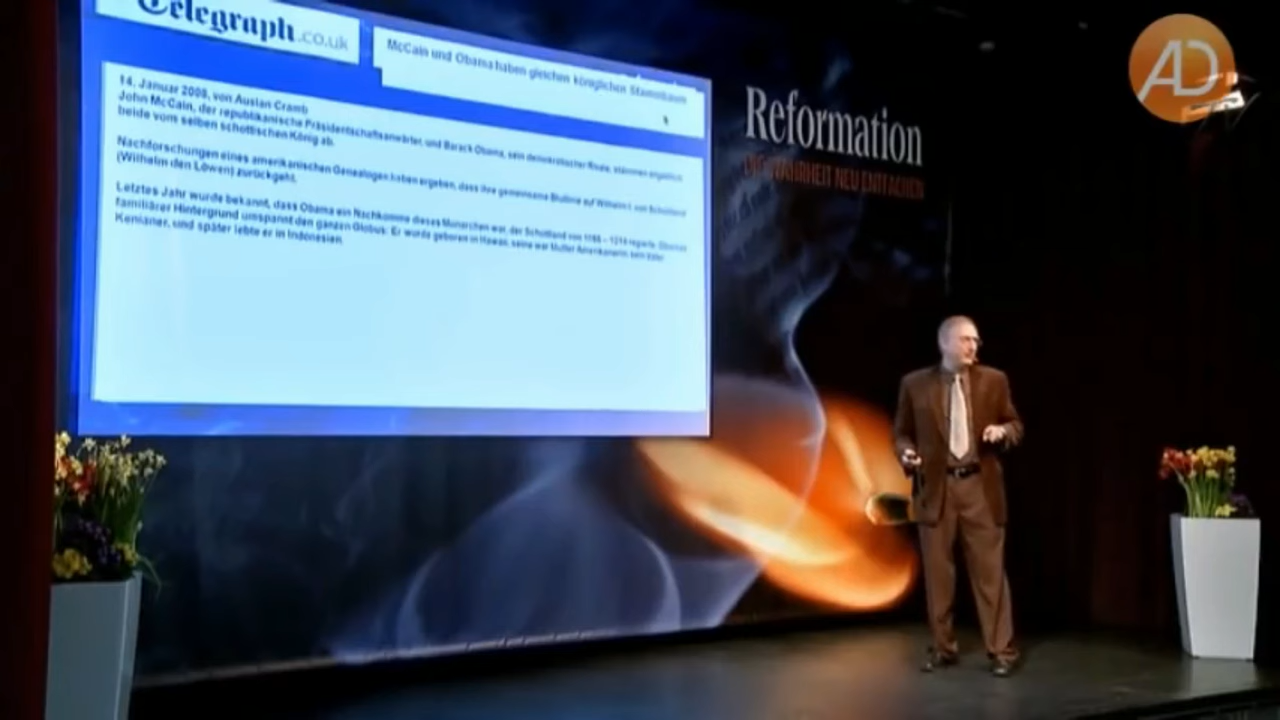 Telegraph.co.uk
McCain und Obama haben gleichen königlichen Stammbaum
14. Januar 2008, von Auslan Cramb
John McCain, der republikanische Präsidentschaftsanwärter, und Barack Obama, sein demokratischer Rivale, stammen angeblich
beide vom selben schottischen König ab.
Nachforschungen eines amerikanischen Genealogen haben ergeben, dass ihre gemeinsame Blutlinie auf Wilhelm I. von Schottland
(Wilhelm den Löwen) zurückgeht.
Letztes Jahr wurde bekannt, dass Obama ein Nachkomme dieses Monarchen war, der Schottland von 1165 – 1214 regierte. Obamas
familiärer Hintergrund umspannt den ganzen Globus: Er wurde geboren in Hawaii, seine war Mutter Amerikanerin, sein Vater
Kenianer, und später lebte er in Indonesien.
Reformation
DIE WAHRHEIT NEU ENTFACHEN
AD